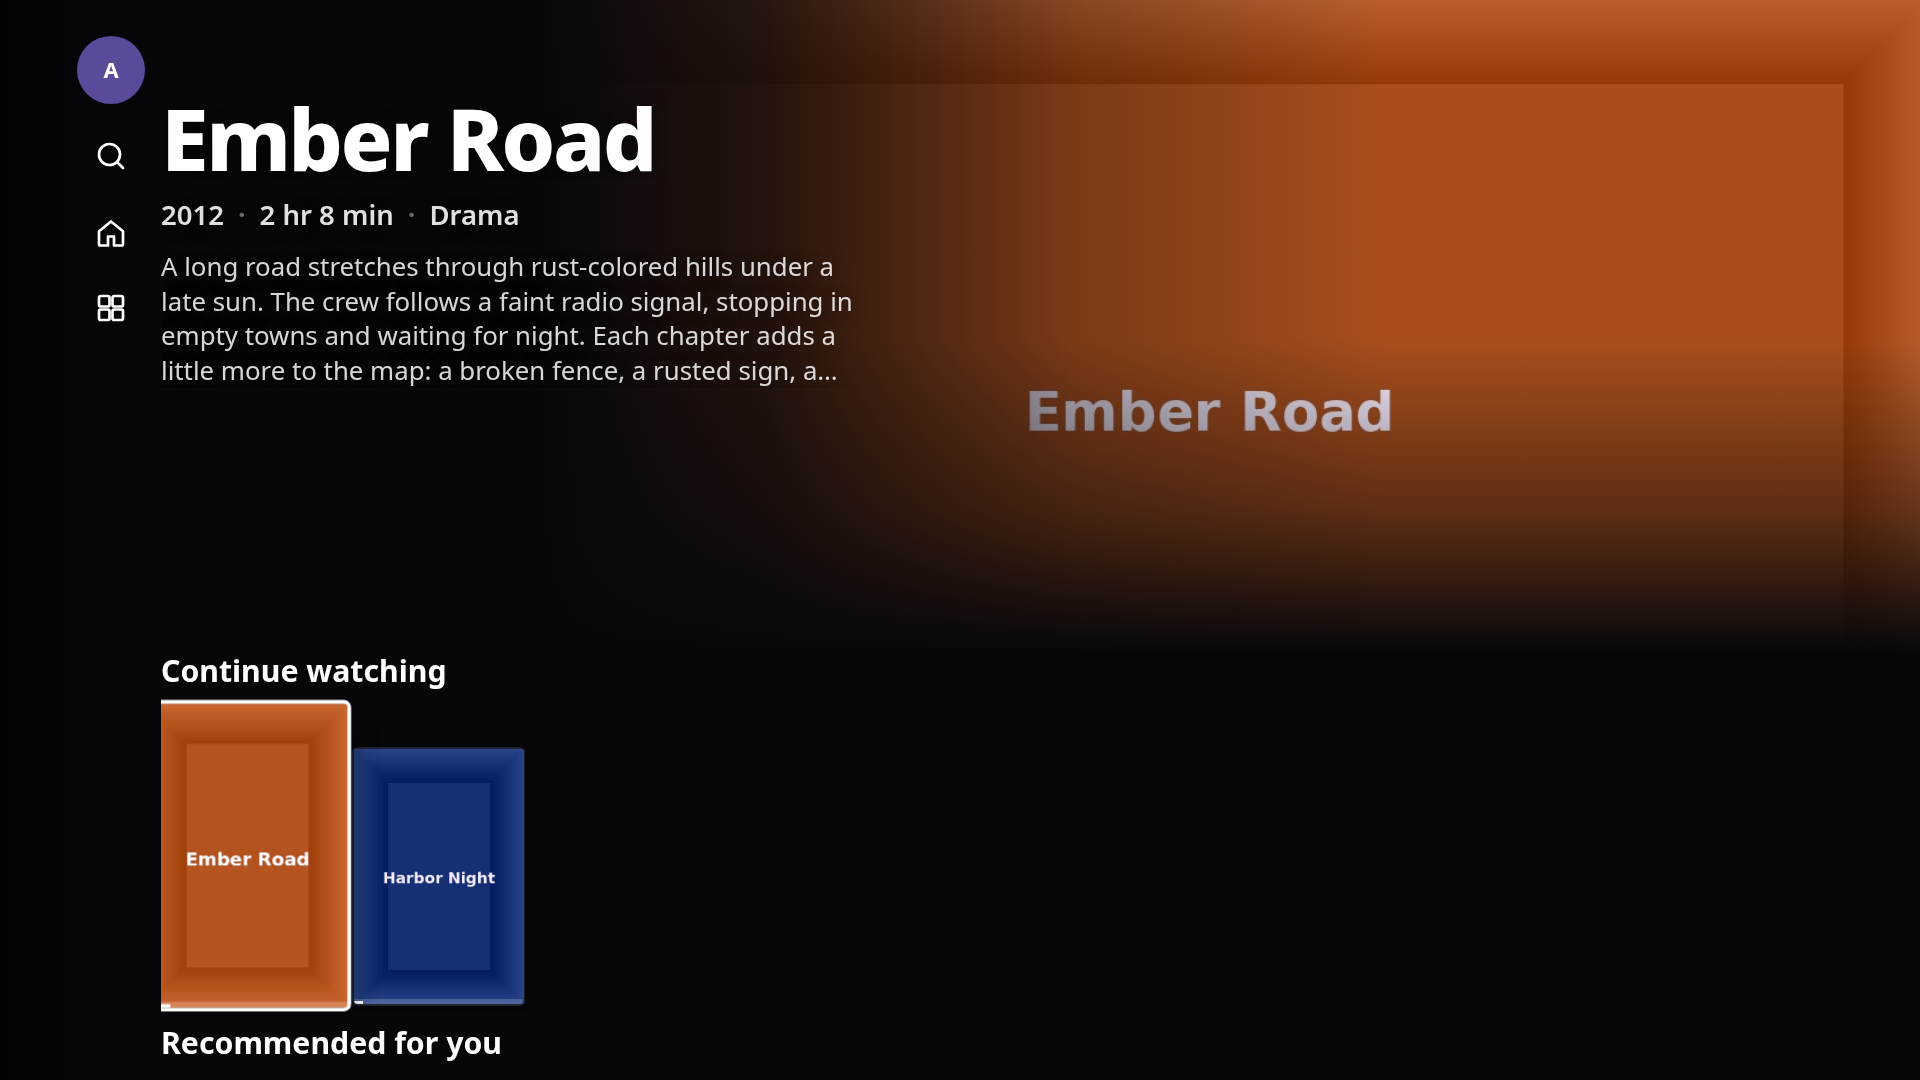 A
Ember Road
2012 · 2 hr 8 min · Drama
A long road stretches through rust-colored hills under a
late sun. The crew follows a faint radio signal, stopping in
empty towns and waiting for night. Each chapter adds a
little more to the map: a broken fence, a rusted sign, a...
Ember Road
Continue watching
Ember Road
Harbor Night
Recommended for you